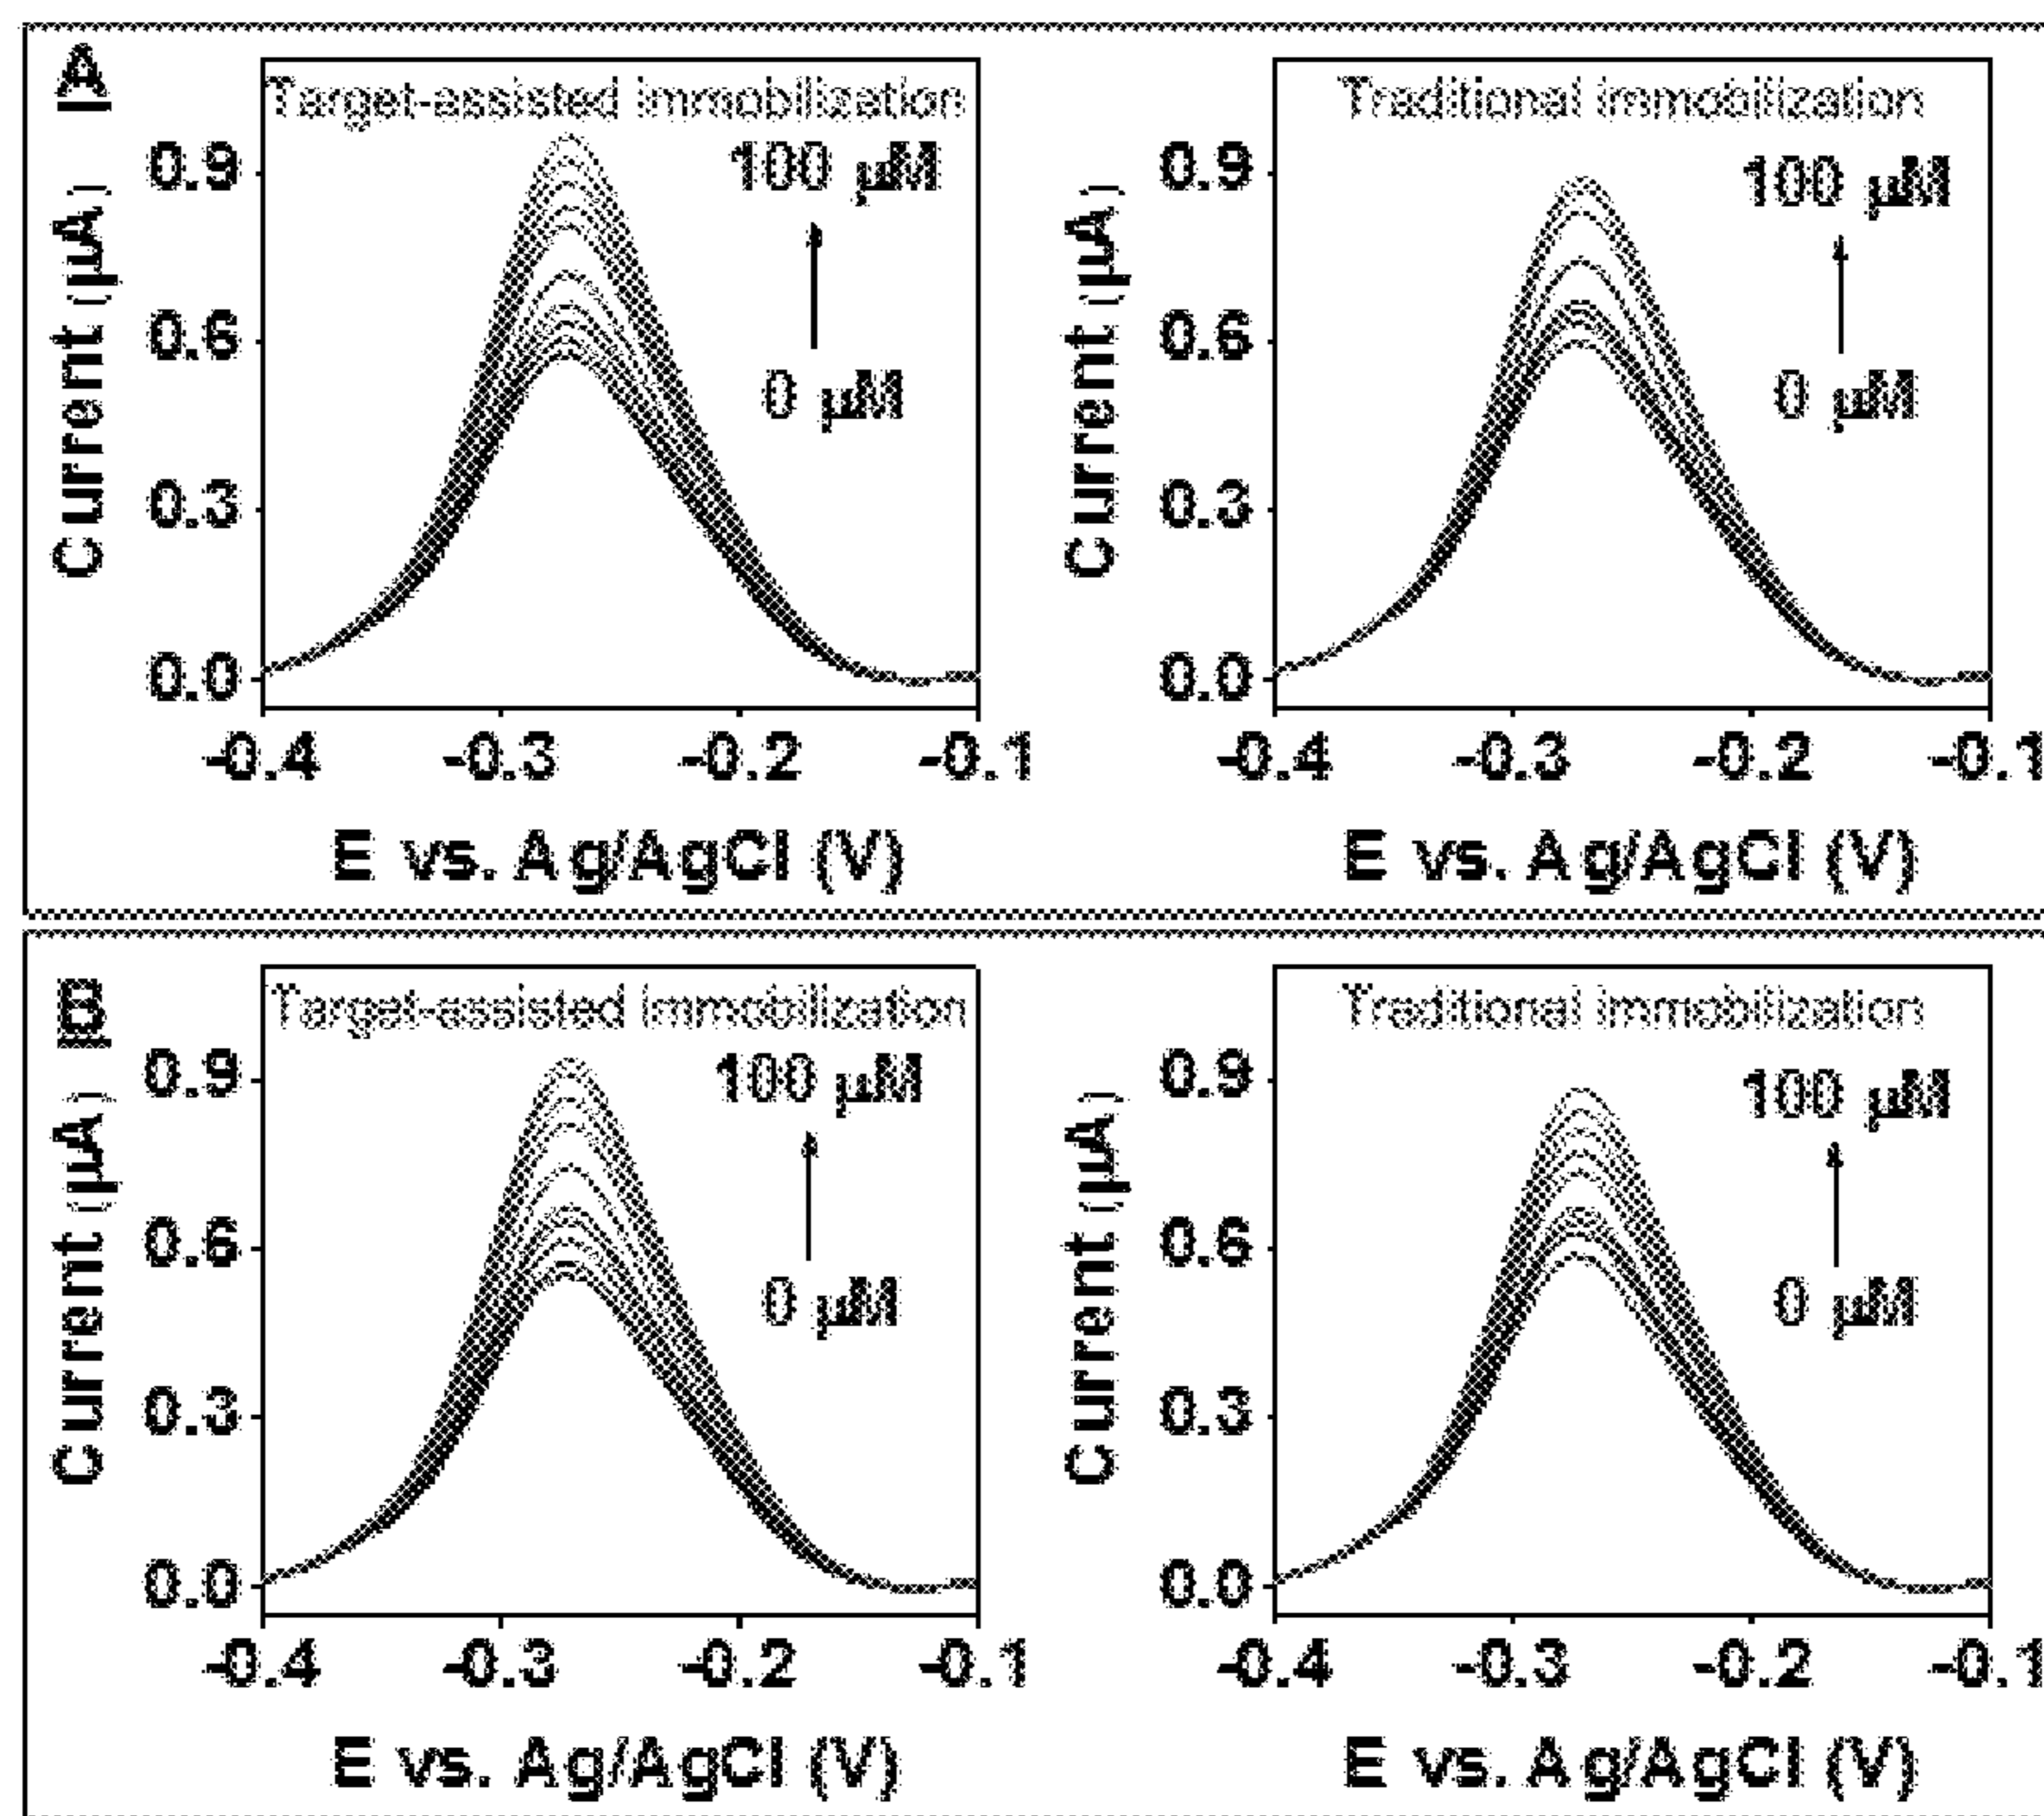 A
Target-assisted immobilization
100 µM
0 µM
Current (µA)
0.9
0.6
0.3
0.0
-0.4 -0.3 -0.2 -0.1
E vs. Ag/AgCl (V)
Traditional immobilization
100 µM
0 µM
Current (µA)
0.9
0.6
0.3
0.0
-0.4 -0.3 -0.2 -0.1
E vs. Ag/AgCl (V)
B
Target-assisted immobilization
100 µM
0 µM
Current (µA)
0.9
0.6
0.3
0.0
-0.4 -0.3 -0.2 -0.1
E vs. Ag/AgCl (V)
Traditional immobilization
100 µM
0 µM
Current (µA)
0.9
0.6
0.3
0.0
-0.4 -0.3 -0.2 -0.1
E vs. Ag/AgCl (V)